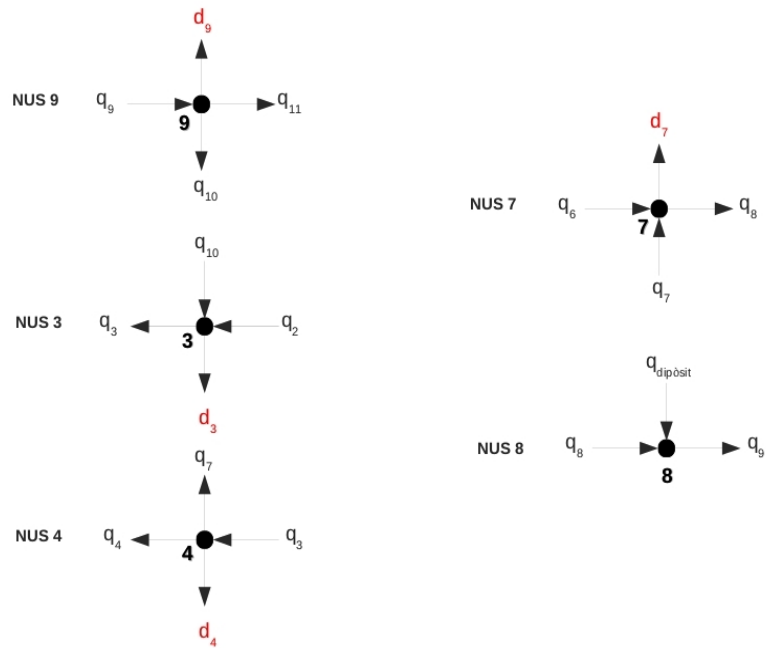 d9
NUS 9 q9 q11
9
q10
q10
NUS 3 q3 q2
3
d3
q7
NUS 4 q4 q3
4
d4
d7
NUS 7 q6 q8
7
q7
qdipòsit
NUS 8 q8 q9
8